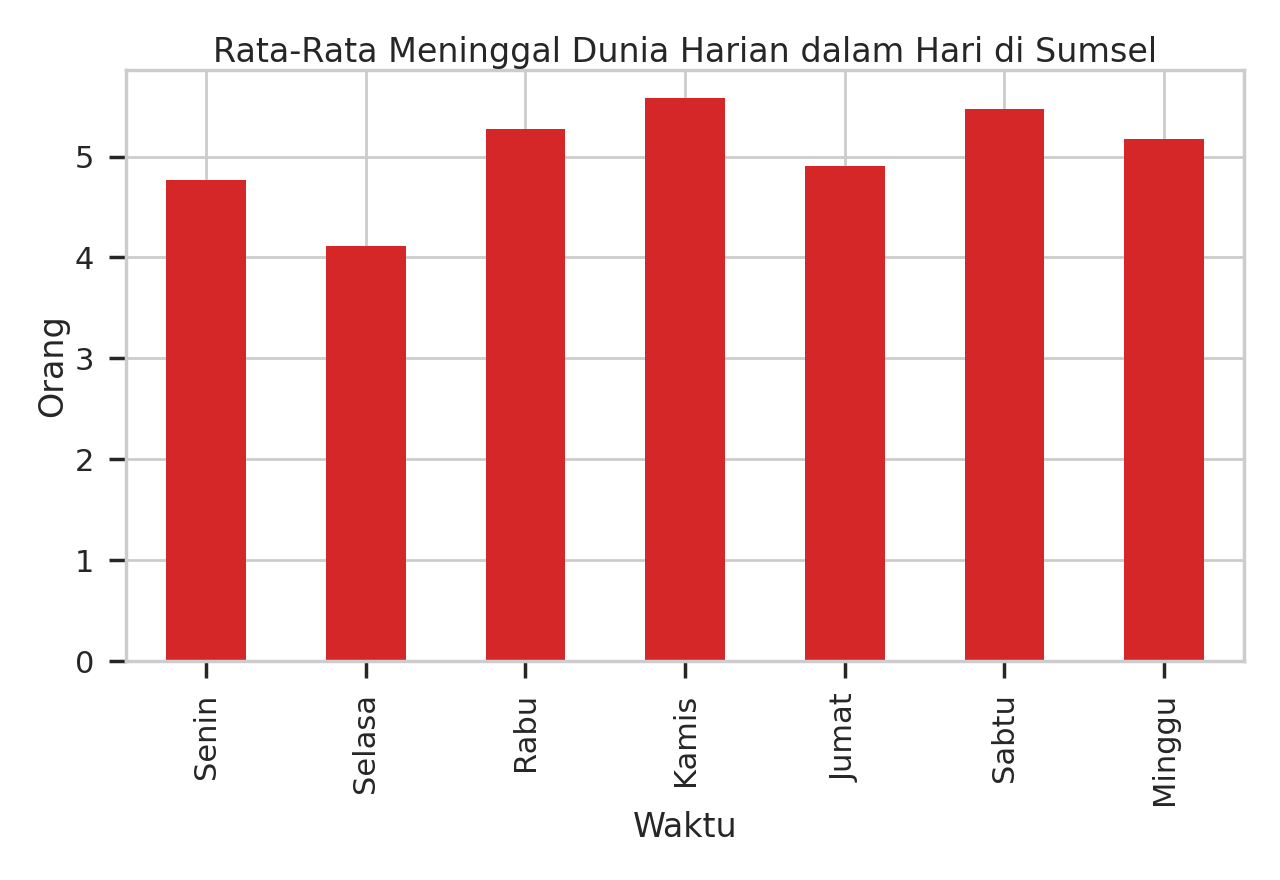 Rata-Rata Meninggal Dunia Harian dalam Hari di Sumsel
5
4
3
2
1
0
Orang
Senin
Selasa
Rabu
Kamis
Jumat
Sabtu
Minggu
Waktu